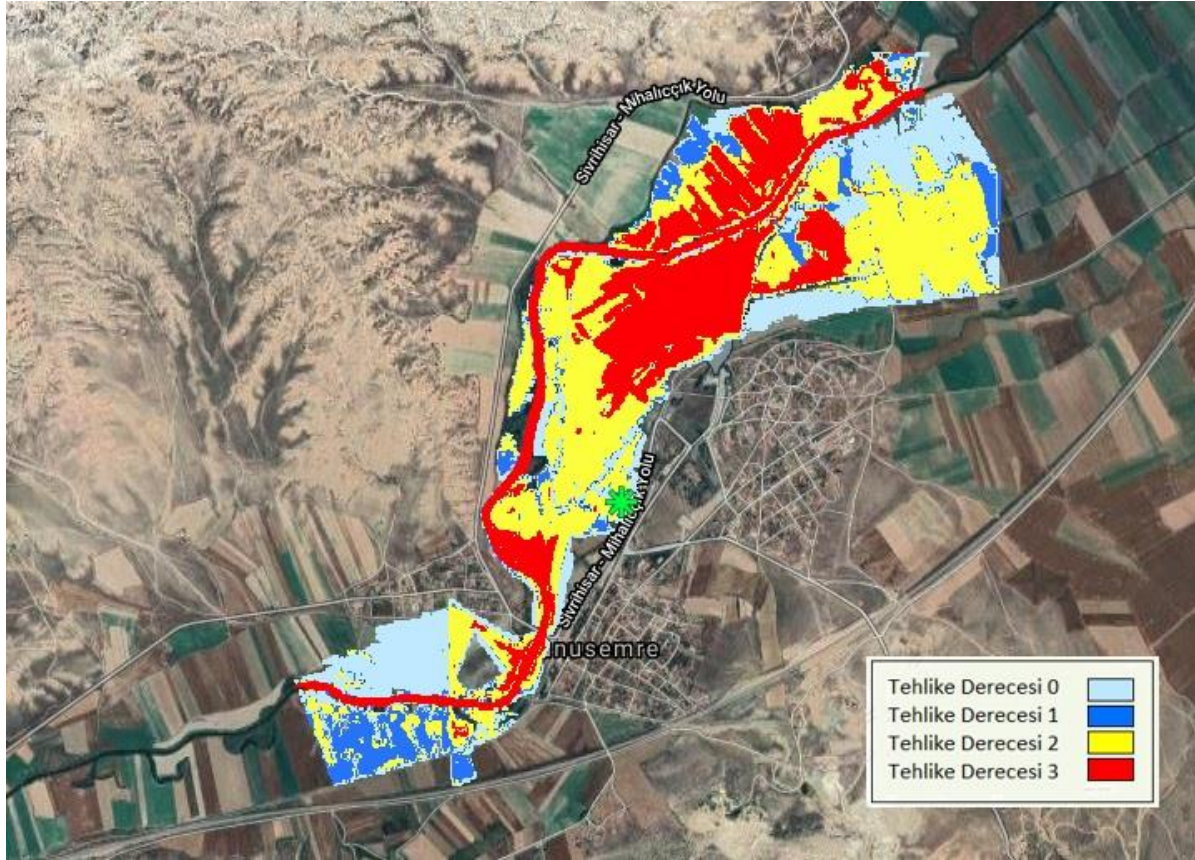 Sivrihisar - Mihalıççık Yolu
Sivrihisar - Mihalıççık Yolu
nusemre
Tehlike Derecesi 0
Tehlike Derecesi 1
Tehlike Derecesi 2
Tehlike Derecesi 3